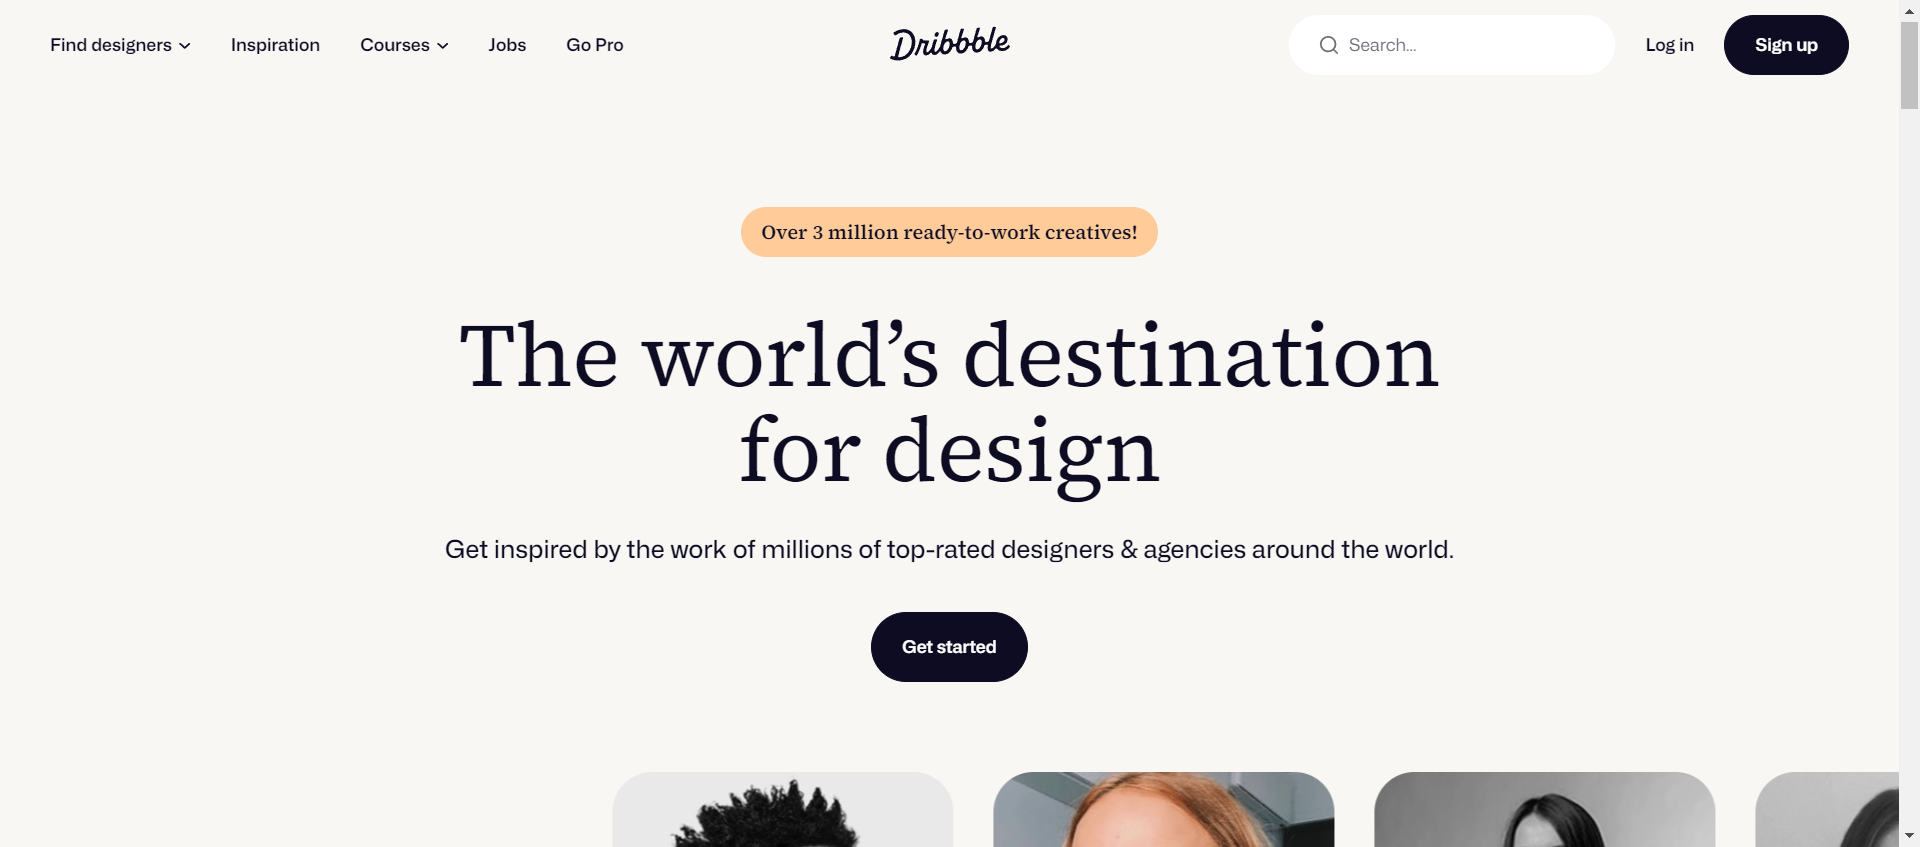 Find designers
Inspiration
Courses
Jobs
Go Pro
Dribbble
Search...
Log in
Sign up
Over 3 million ready-to-work creatives!
The world’s destination
for design
Get inspired by the work of millions of top-rated designers & agencies around the world.
Get started